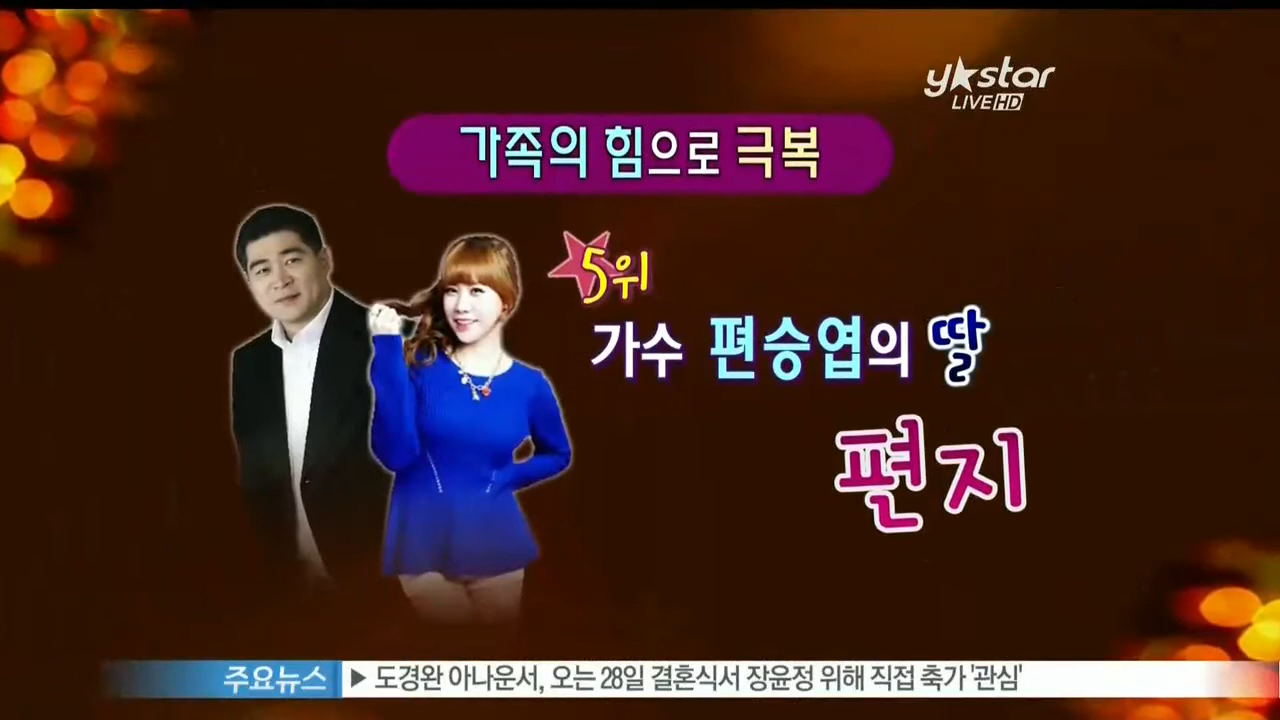 y★star
LIVE HD
가족의 힘으로 극복
5위
가수 편승엽의 딸
편지
주요뉴스 ▶ 도경완 아나운서, 오는 28일 결혼식서 장윤정 위해 직접 축가 '관심'